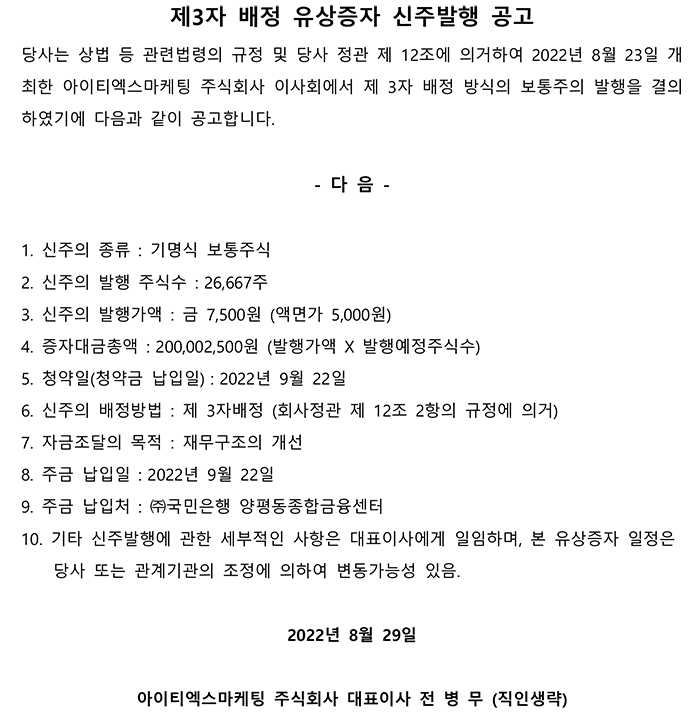 제3자 배정 유상증자 신주발행 공고
당사는 상법 등 관련법령의 규정 및 당사 정관 제 12조에 의거하여 2022년 8월 23일 개
최한 아이티엑스마케팅 주식회사 이사회에서 제 3자 배정 방식의 보통주의 발행을 결의
하였기에 다음과 같이 공고합니다.
- 다 음 -
1. 신주의 종류 : 기명식 보통주식
2. 신주의 발행 주식수 : 26,667주
3. 신주의 발행가액 : 금 7,500원 (액면가 5,000원)
4. 증자대금총액 : 200,002,500원 (발행가액 X 발행예정주식수)
5. 청약일(청약금 납입일) : 2022년 9월 22일
6. 신주의 배정방법 : 제 3자배정 (회사정관 제 12조 2항의 규정에 의거)
7. 자금조달의 목적 : 재무구조의 개선
8. 주금 납입일 : 2022년 9월 22일
9. 주금 납입처 : ㈜국민은행 양평동종합금융센터
10. 기타 신주발행에 관한 세부적인 사항은 대표이사에게 일임하며, 본 유상증자 일정은
당사 또는 관계기관의 조정에 의하여 변동가능성 있음.
2022년 8월 29일
아이티엑스마케팅 주식회사 대표이사 전 병 무 (직인생략)